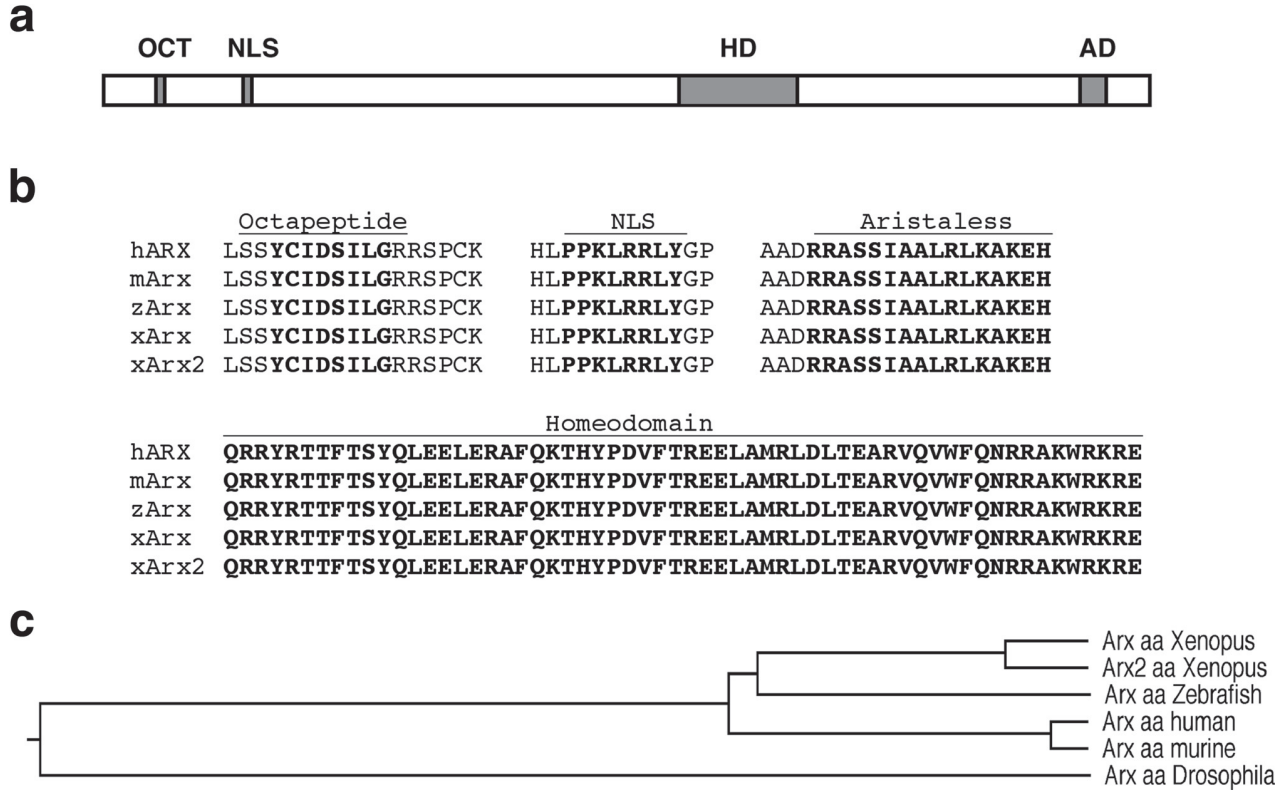 a
OCT NLS HD AD
b
Octapeptide NLS Aristaless
hARX LSSYCIDSILGRRSPCK HLPPKLRRLYGP AADRRASSIAALRLKAKEH
mArx LSSYCIDSILGRRSPCK HLPPKLRRLYGP AADRRASSIAALRLKAKEH
zArx LSSYCIDSILGRRSPCK HLPPKLRRLYGP AADRRASSIAALRLKAKEH
xArx LSSYCIDSILGRRSPCK HLPPKLRRLYGP AADRRASSIAALRLKAKEH
xArx2 LSSYCIDSILGRRSPCK HLPPKLRRLYGP AADRRASSIAALRLKAKEH
Homeodomain
hARX QRRYRTTFTSYQLEELERAFQKTHYPDVFTREELAMRLDLTEARVQVWFQNRRAKWRKRE
mArx QRRYRTTFTSYQLEELERAFQKTHYPDVFTREELAMRLDLTEARVQVWFQNRRAKWRKRE
zArx QRRYRTTFTSYQLEELERAFQKTHYPDVFTREELAMRLDLTEARVQVWFQNRRAKWRKRE
xArx QRRYRTTFTSYQLEELERAFQKTHYPDVFTREELAMRLDLTEARVQVWFQNRRAKWRKRE
xArx2 QRRYRTTFTSYQLEELERAFQKTHYPDVFTREELAMRLDLTEARVQVWFQNRRAKWRKRE
c
Arx aa Xenopus
Arx2 aa Xenopus
Arx aa Zebrafish
Arx aa human
Arx aa murine
Arx aa Drosophila